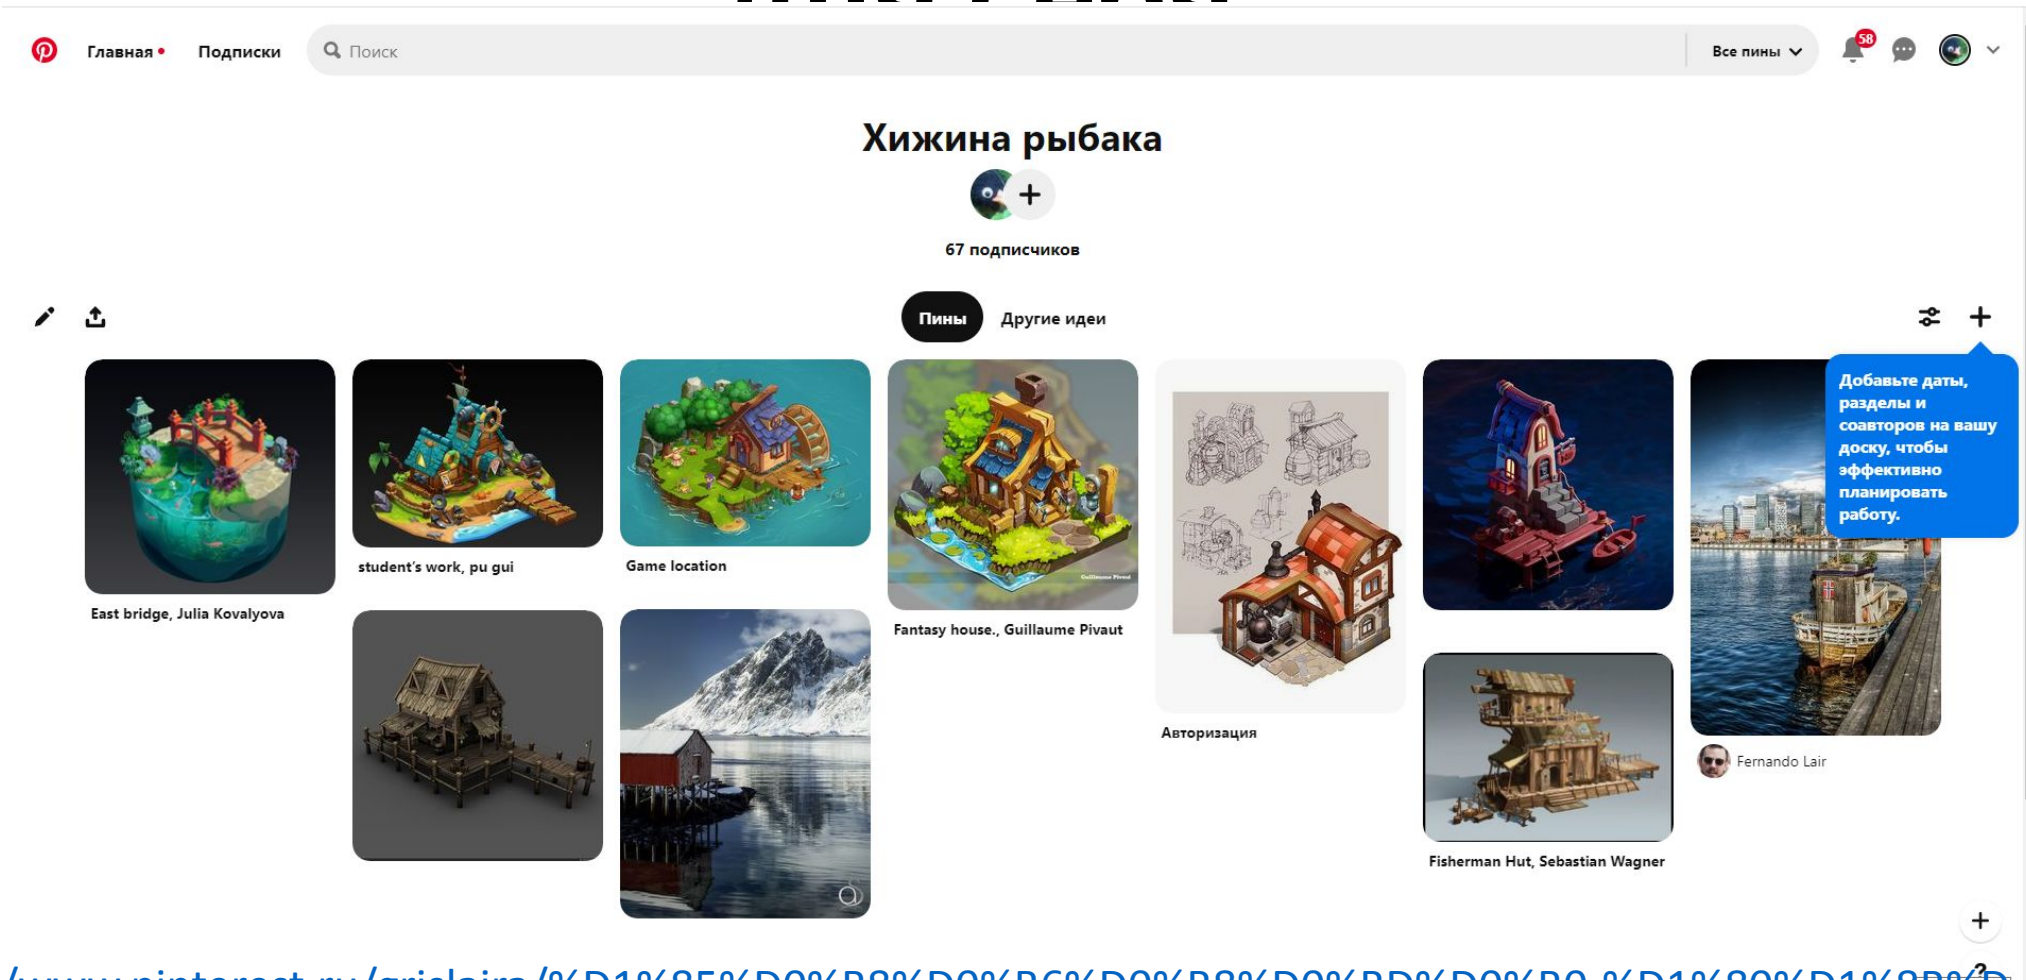 Главная
Подписки
Поиск
Все пины
58
Хижина рыбака
67 подписчиков
Пины
Другие идеи
Добавьте даты,
разделы и
соавторов на вашу
доску, чтобы
эффективно
планировать
работу.
East bridge, Julia Kovalyova
student's work, pu gui
Game location
Guillaume Pivaut
Fantasy house., Guillaume Pivaut
Авторизация
Fernando Lair
Fisherman Hut, Sebastian Wagner